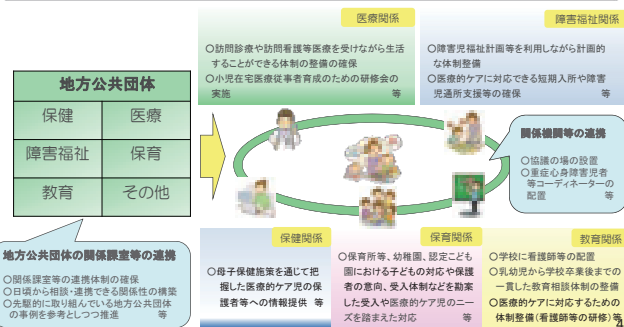 医療関係
○訪問診療や訪問看護等医療を受けながら生活
することができる体制の整備の確保
○小児在宅医療従事者育成のための研修会の
実施 等
障害福祉関係
○障害児福祉計画等を利用しながら計画的
な体制整備
○医療的ケアに対応できる短期入所や障害
児通所支援等の確保 等
地方公共団体
保健 医療
障害福祉 保育
教育 その他
関係機関等の連携
○協議の場の設置
○重症心身障害児者
等コーディネーターの
配置 等
地方公共団体の関係課室等の連携
○関係課室等の連携体制の確保
○日頃から相談・連携できる関係性の構築
○先駆的に取り組んでいる地方公共団体
の事例を参考としつつ推進 等
保健関係
○母子保健施策を通じて把
握した医療的ケア児の保
護者等への情報提供 等
保育関係
○保育所等、幼稚園、認定こども
園における子どもの対応や保護
者の意向、受入体制などを勘案
した受入や医療的ケア児のニー
ズを踏まえた対応 等
教育関係
○学校に看護師等の配置
○乳幼児から学校卒業後までの
一貫した教育相談体制の整備
○医療的ケアに対応するための
体制整備(看護師等の研修)等